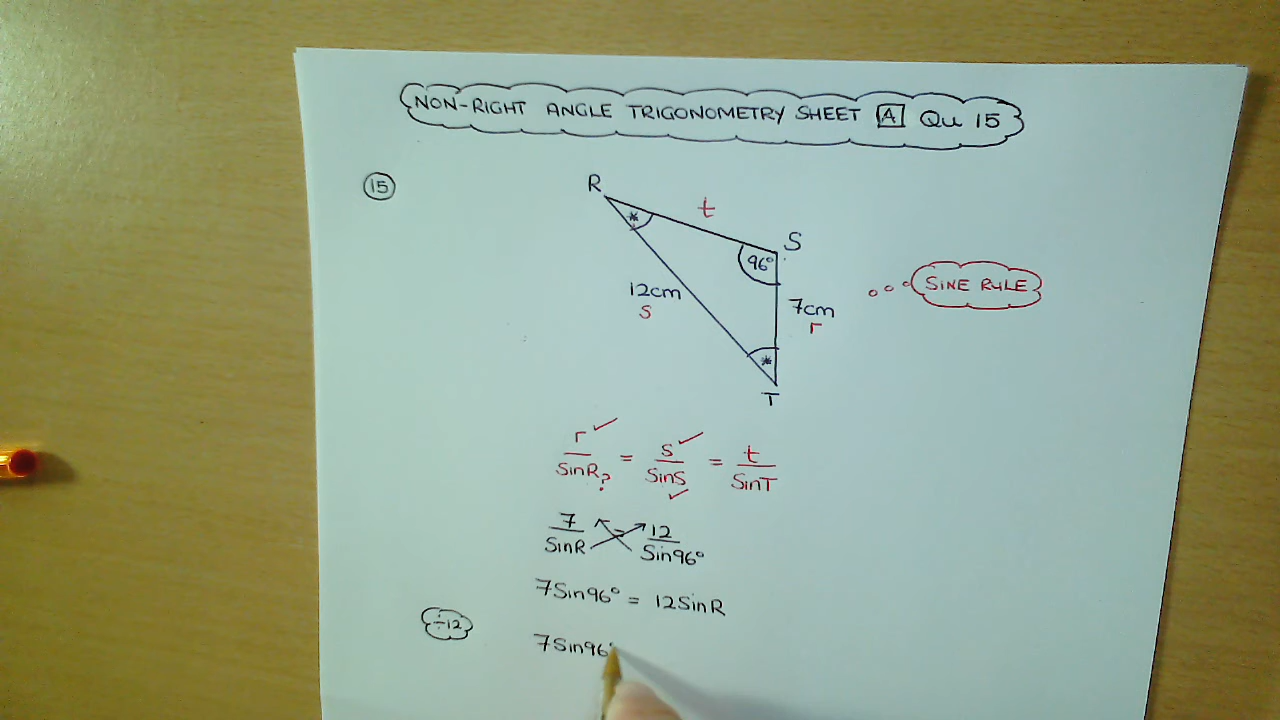 NON-RIGHT ANGLE TRIGONOMETRY SHEET A QU 15
15
R
t
*
S
96°
SINE RULE
12cm
s
7cm
r
*
T
r/SinR? = s/SinS = t/SinT
7/SinR = 12/Sin96°
7Sin96° = 12SinR
÷12
7Sin96°